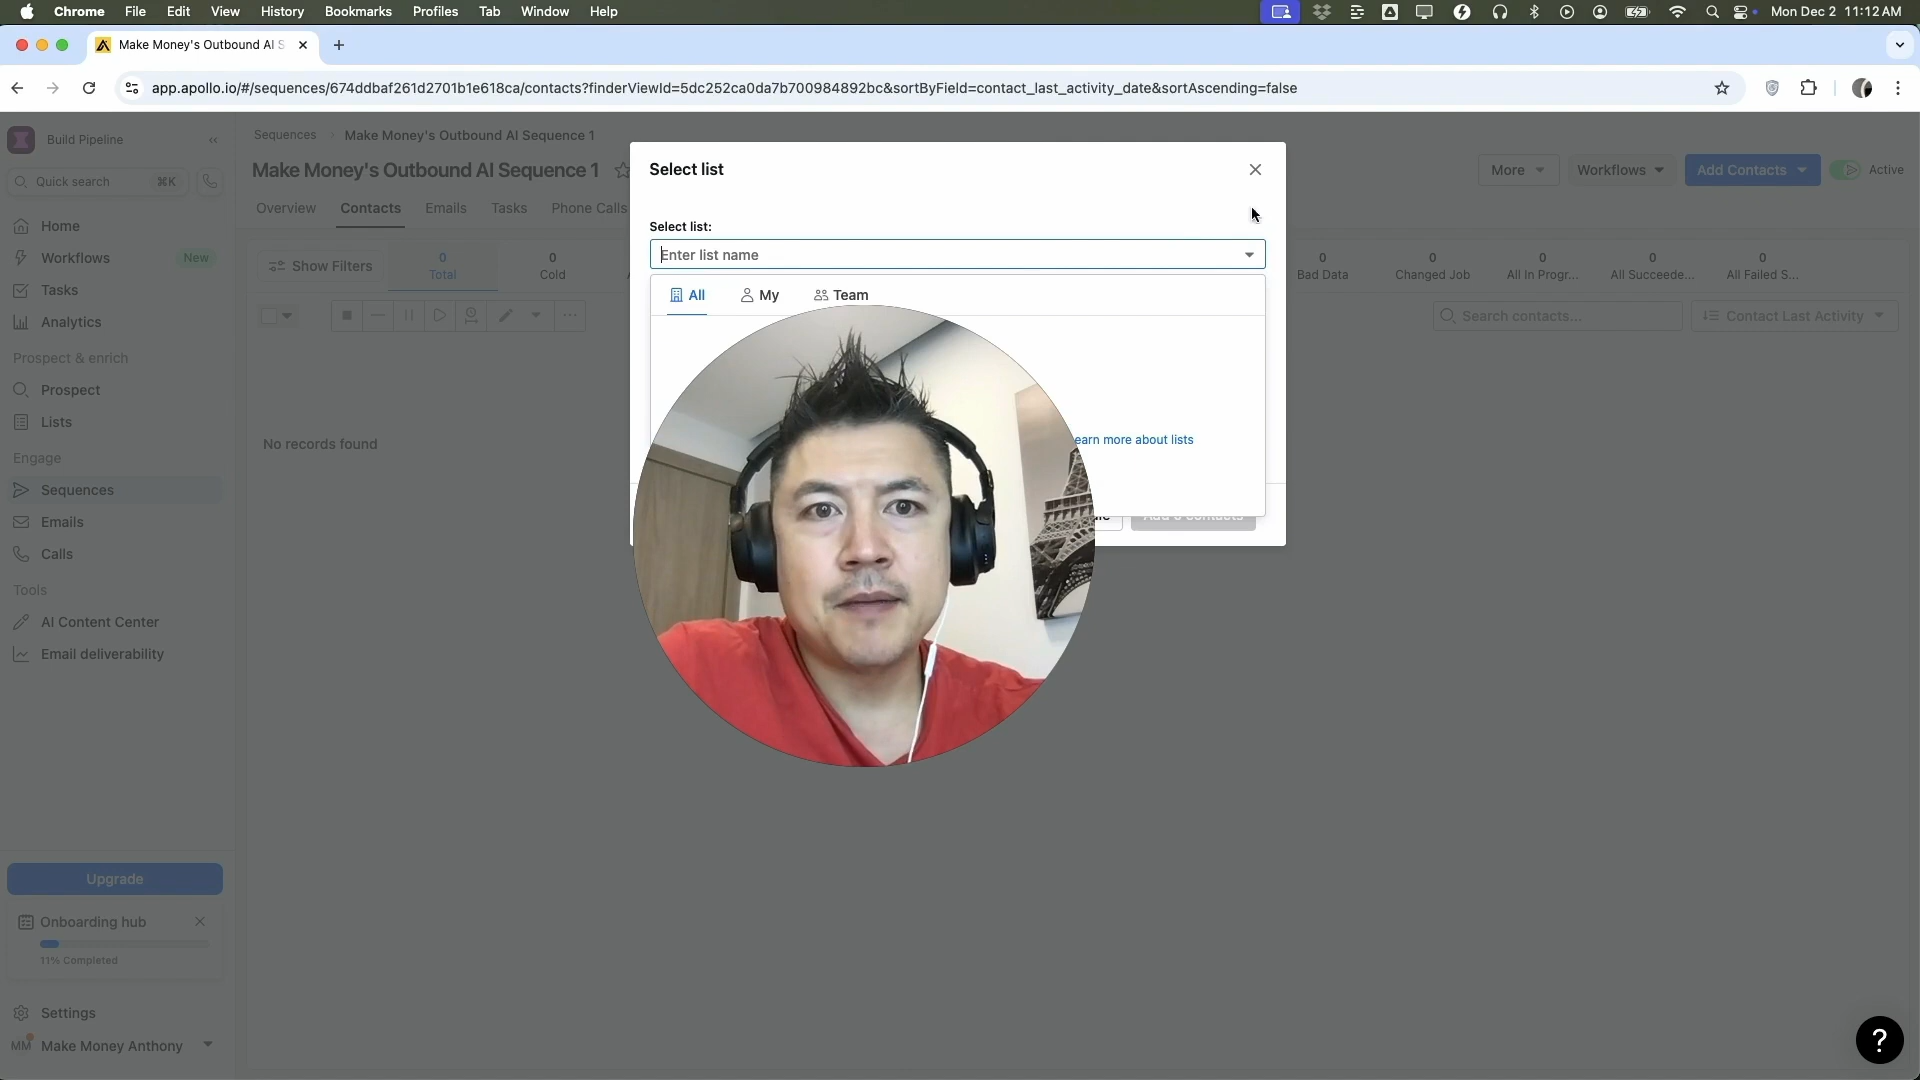 Chrome File Edit View History Bookmarks Profiles Tab Window Help Mon Dec 2 11:12 AM
Make Money's Outbound AI S
app.apollo.io/#/sequences/674ddbaf261d2701b1e618ca/contacts?finderViewId=5dc252ca0da7b700984892bc&sortByField=contact_last_activity_date&sortAscending=false
Build Pipeline
Quick search ⌘K
Home
Workflows New
Tasks
Analytics
Prospect & enrich
Prospect
Lists
Engage
Sequences
Emails
Calls
Tools
AI Content Center
Email deliverability
Upgrade
Onboarding hub
11% Completed
Settings
MM Make Money Anthony
Sequences Make Money's Outbound AI Sequence 1
Make Money's Outbound AI Sequence 1
More Workflows Add Contacts Active
Overview Contacts Emails Tasks Phone Calls
Show Filters
0 Total
0 Cold
0 Bad Data
0 Changed Job
0 All In Progr...
0 All Succeede...
0 All Failed S...
Search contacts...
Contact Last Activity
No records found
Select list
Select list:
Enter list name
All My Team
earn more about lists
?